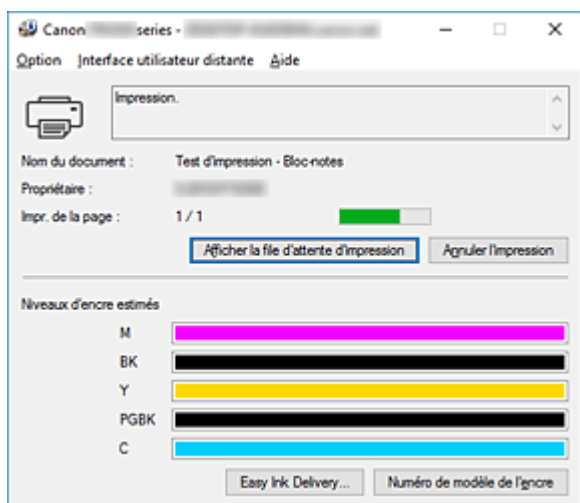 Canon series -
Option Interface utilisateur distante Aide
Impression.
Nom du document : Test d'impression - Bloc-notes
Propriétaire :
Impr. de la page : 1 / 1
Afficher la file d'attente d'impression Annuler l'impression
Niveaux d'encre estimés
M
BK
Y
PGBK
C
Easy Ink Delivery... Numéro de modèle de l'encre